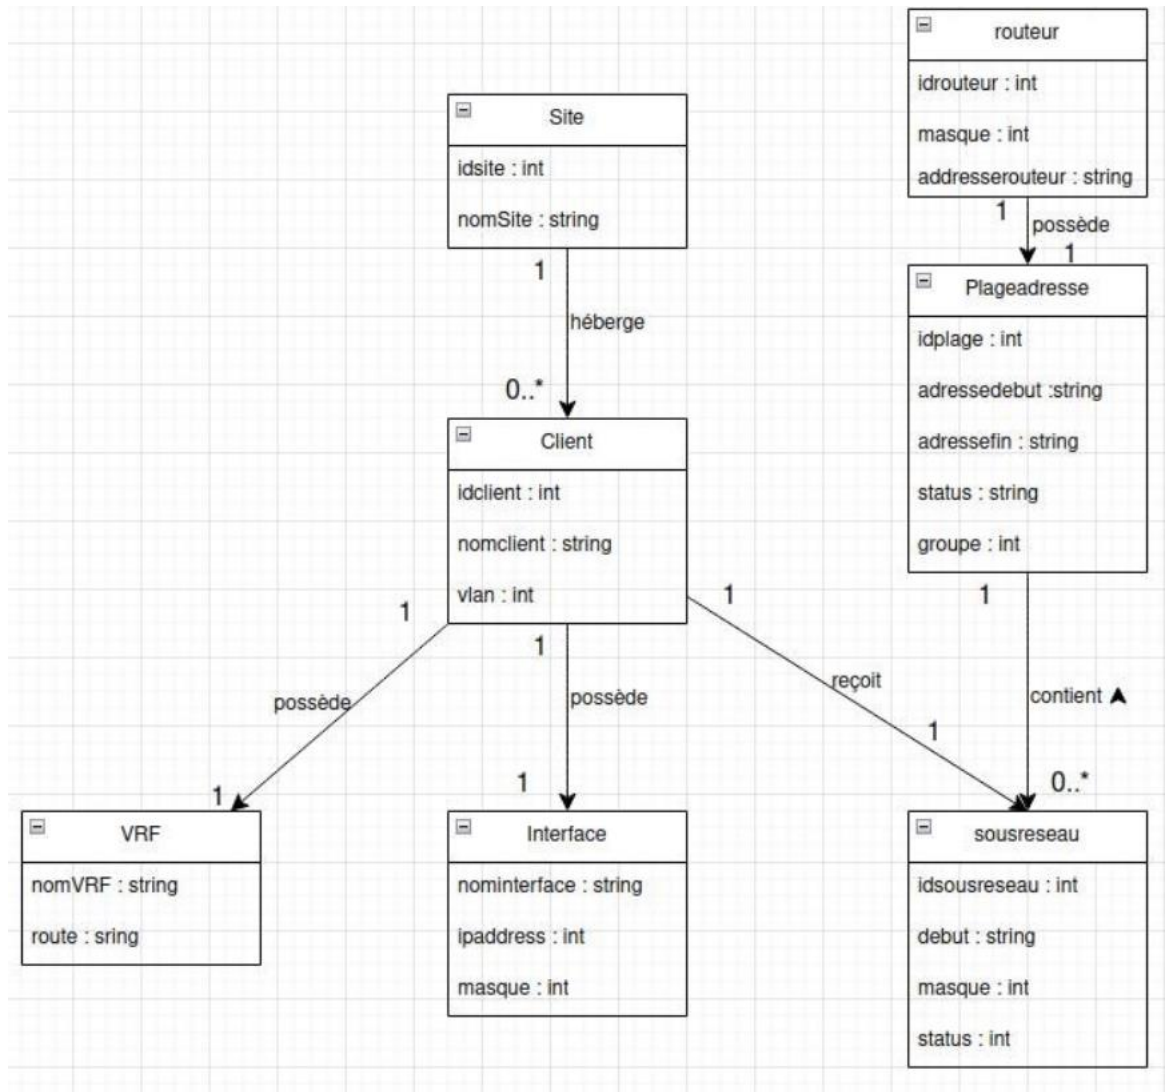 routeur
idrouteur : int
masque : int
addresserouteur : string
1
possède
1
Site
idsite : int
nomSite : string
1
héberge
0..*
Plageadresse
idplage : int
adressedebut :string
adressefin : string
status : string
groupe : int
1
contient ⮝
0..*
Client
idclient : int
nomclient : string
vlan : int
1
possède
1
1
possède
1
1
reçoit
1
VRF
nomVRF : string
route : sring
Interface
nominterface : string
ipaddress : int
masque : int
sousreseau
idsousreseau : int
debut : string
masque : int
status : int